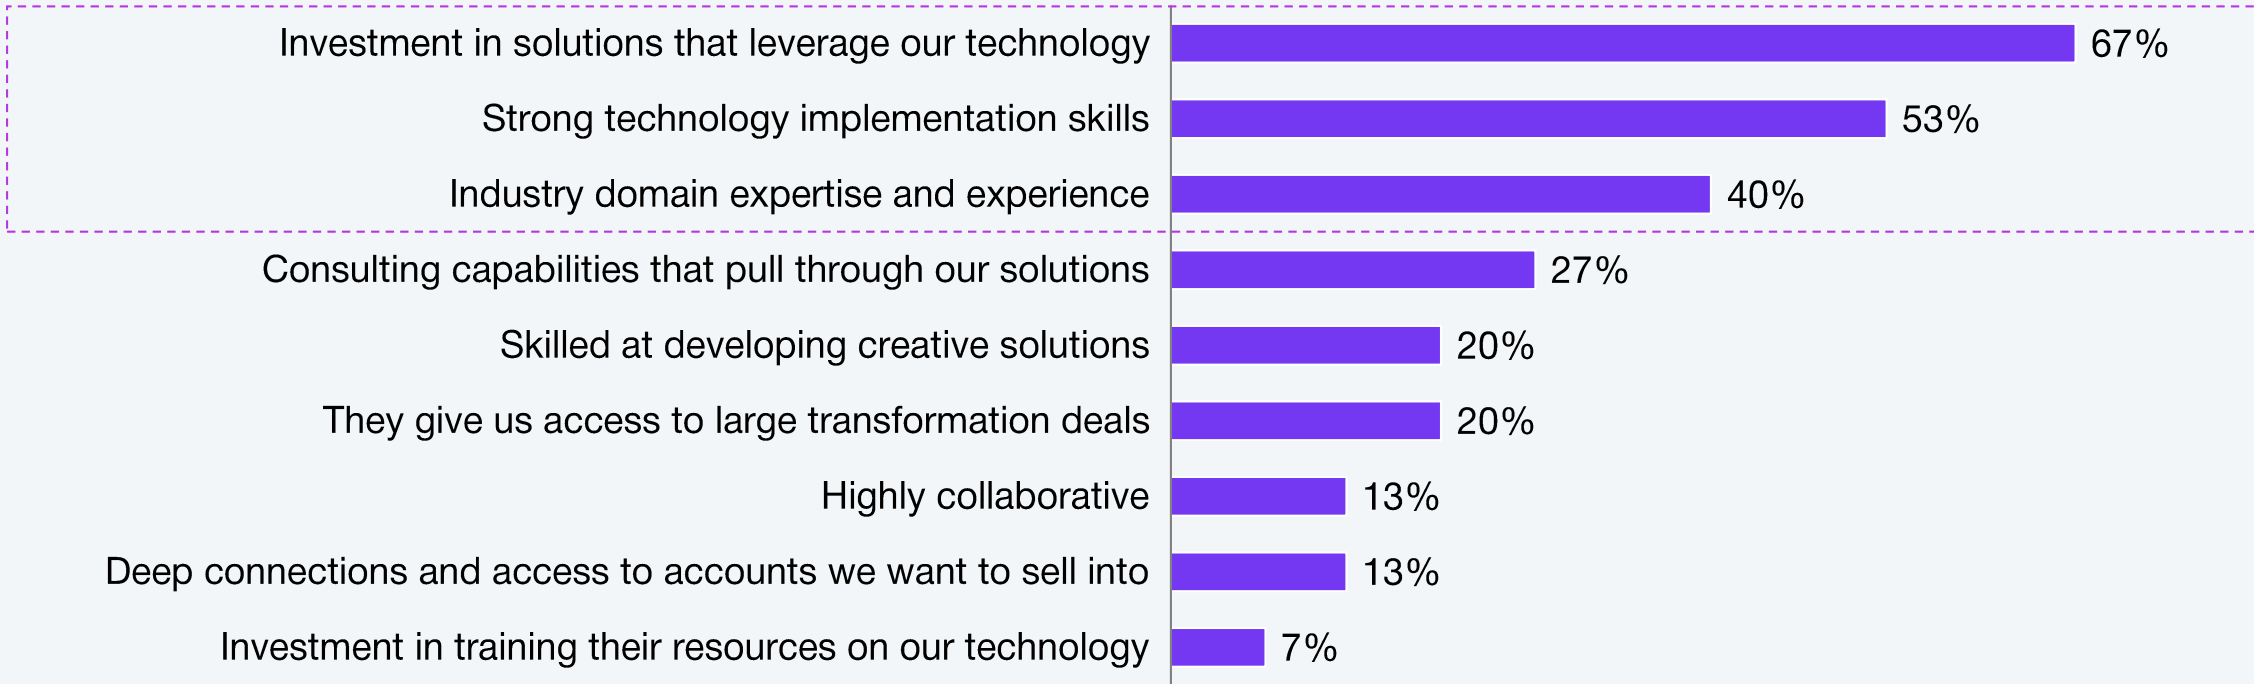 Investment in solutions that leverage our technology 67%
Strong technology implementation skills 53%
Industry domain expertise and experience 40%
Consulting capabilities that pull through our solutions 27%
Skilled at developing creative solutions 20%
They give us access to large transformation deals 20%
Highly collaborative 13%
Deep connections and access to accounts we want to sell into 13%
Investment in training their resources on our technology 7%